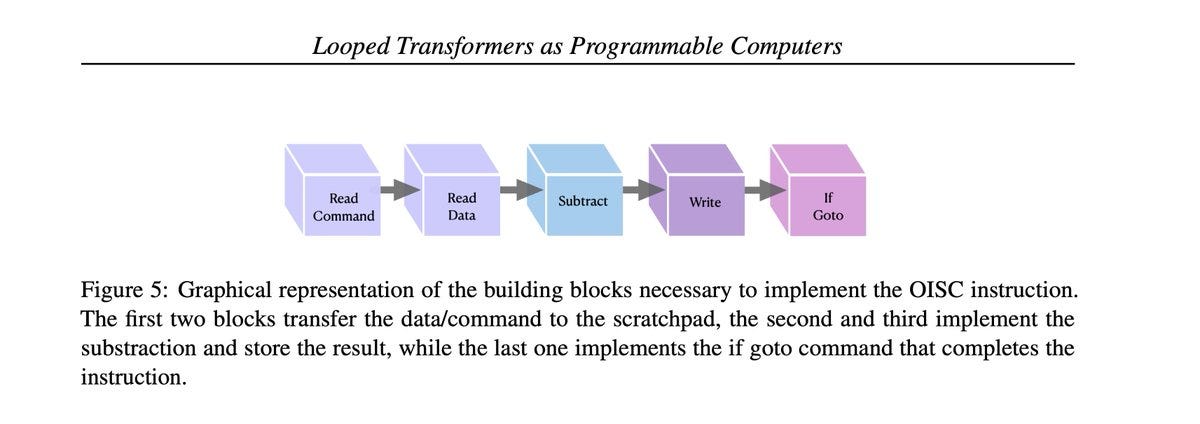 Looped Transformers as Programmable Computers
Read
Command
Read
Data
Subtract
Write
If
Goto
Figure 5: Graphical representation of the building blocks necessary to implement the OISC instruction.
The first two blocks transfer the data/command to the scratchpad, the second and third implement the
substraction and store the result, while the last one implements the if goto command that completes the
instruction.